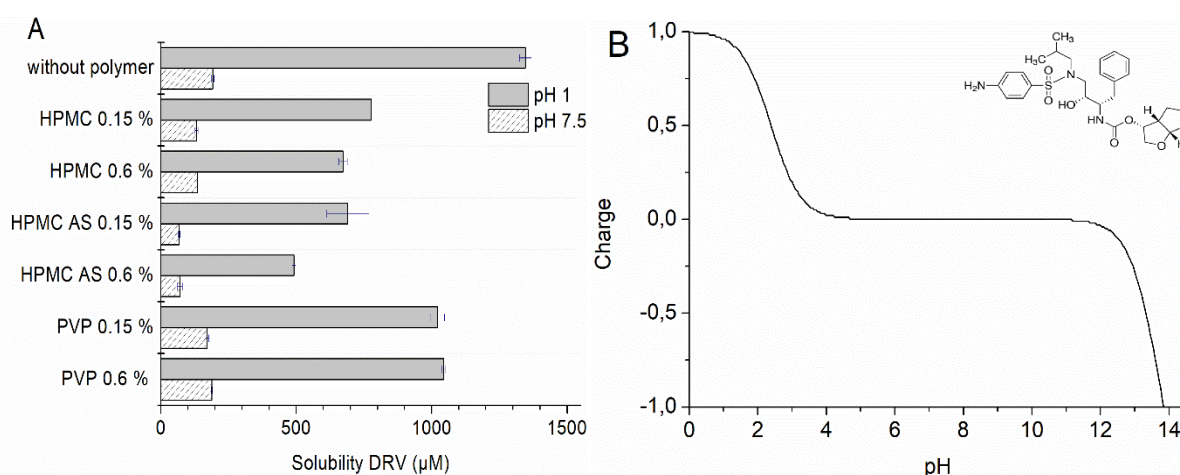 A
without polymer
HPMC 0.15 %
HPMC 0.6 %
HPMC AS 0.15 %
HPMC AS 0.6 %
PVP 0.15 %
PVP 0.6 %
pH 1
pH 7.5
0 500 1000 1500
Solubility DRV (µM)
B
1,0
0,5
0,0
-0,5
-1,0
Charge
0 2 4 6 8 10 12 14
pH
CH3
H3C
O
H2N
S
N
O
HO
HN
O
O
H
O
H